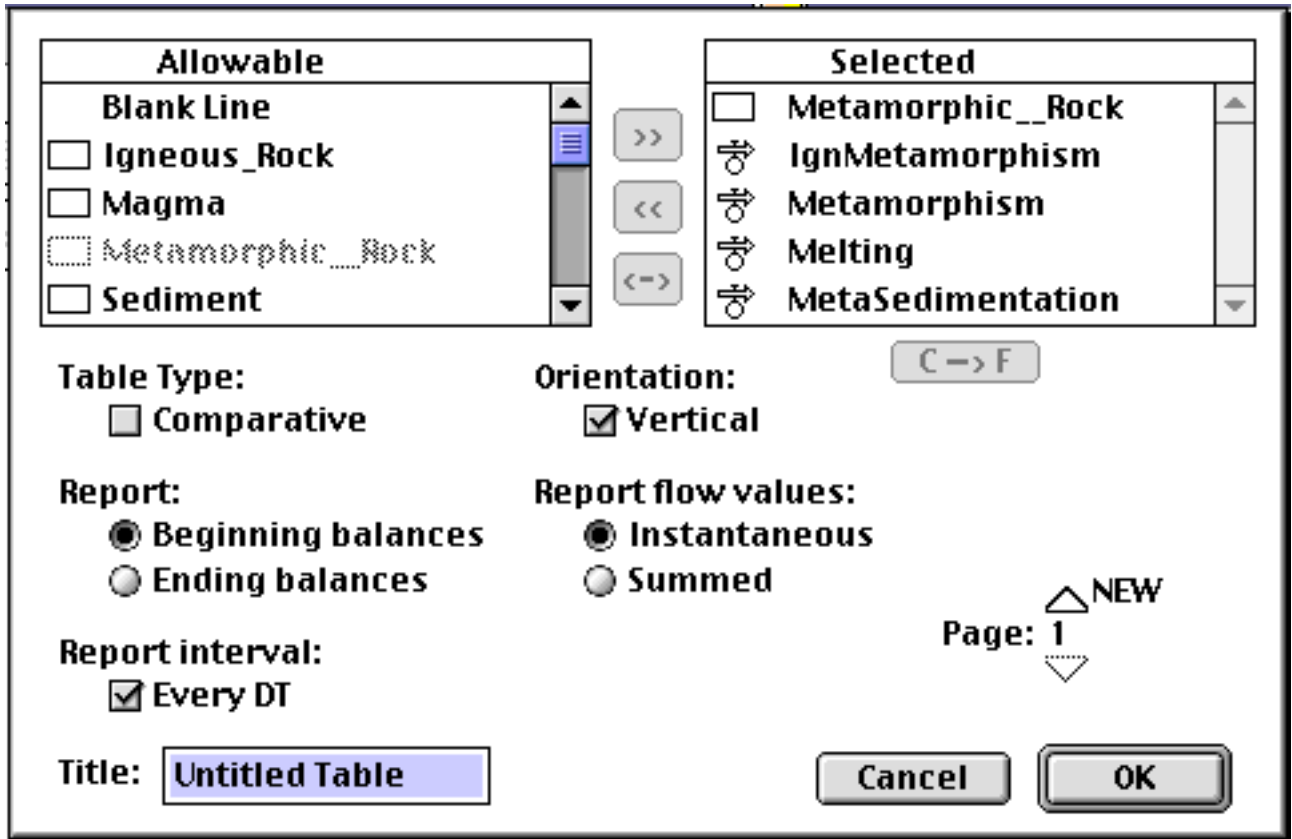 Allowable
Blank Line
Igneous_Rock
Magma
Metamorphic__Rock
Sediment
>>
<<
<->
Selected
Metamorphic__Rock
IgnMetamorphism
Metamorphism
Melting
MetaSedimentation
C -> F
Table Type:
Comparative
Orientation:
Vertical
Report:
Beginning balances
Ending balances
Report flow values:
Instantaneous
Summed
Report interval:
Every DT
NEW
Page: 1
Title: Untitled Table
Cancel
OK